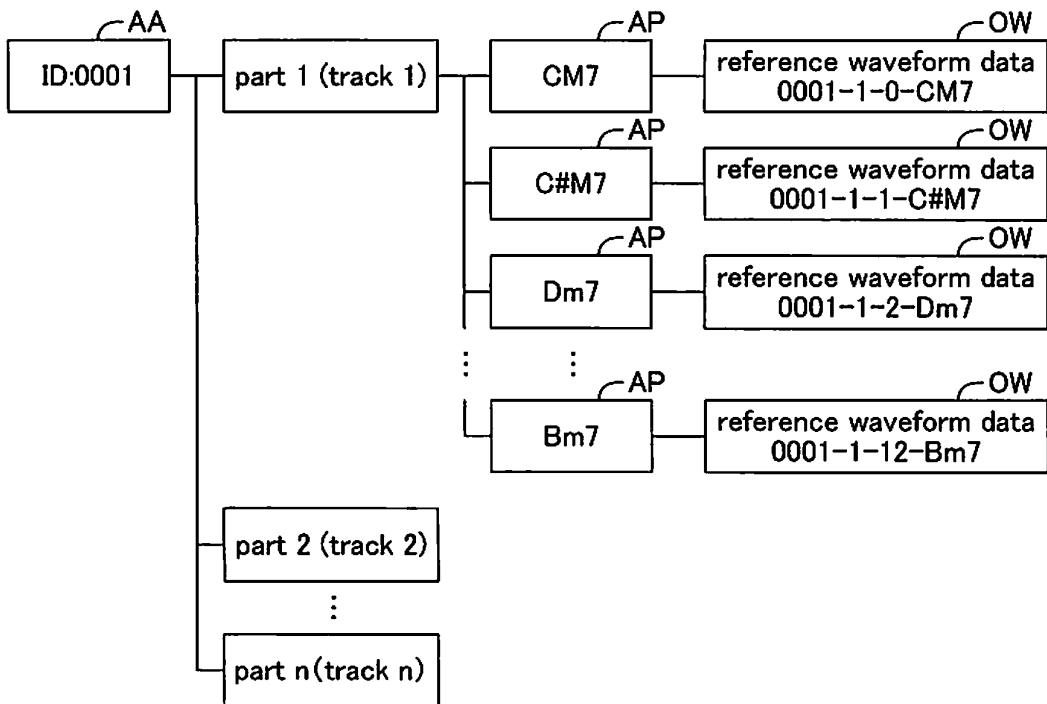 AA
ID:0001
part 1 (track 1)
AP
CM7
OW
reference waveform data
0001-1-0-CM7
AP
C#M7
OW
reference waveform data
0001-1-1-C#M7
AP
Dm7
OW
reference waveform data
0001-1-2-Dm7
AP
Bm7
OW
reference waveform data
0001-1-12-Bm7
part 2 (track 2)
part n(track n)